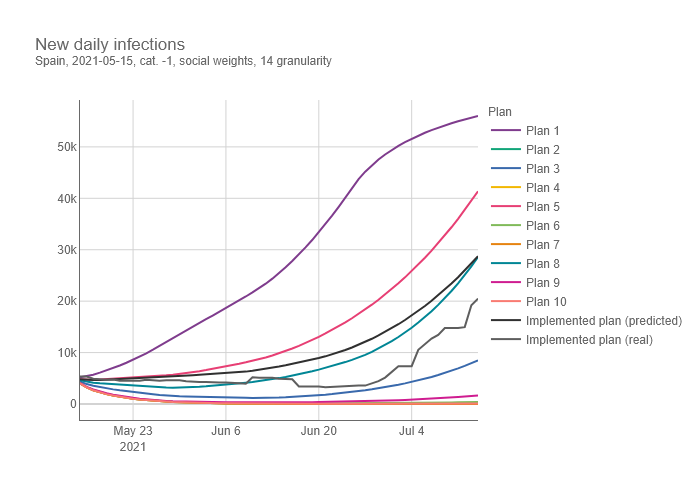 New daily infections
Spain, 2021-05-15, cat. -1, social weights, 14 granularity
Plan
Plan 1
Plan 2
Plan 3
Plan 4
Plan 5
Plan 6
Plan 7
Plan 8
Plan 9
Plan 10
Implemented plan (predicted)
Implemented plan (real)
50k
40k
30k
20k
10k
0
May 23
2021
Jun 6
Jun 20
Jul 4